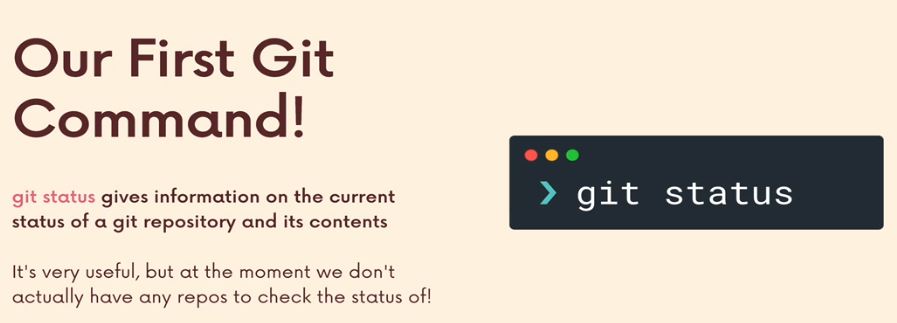 Our First Git
Command!
git status gives information on the current
status of a git repository and its contents
It's very useful, but at the moment we don't
actually have any repos to check the status of!
❯ git status